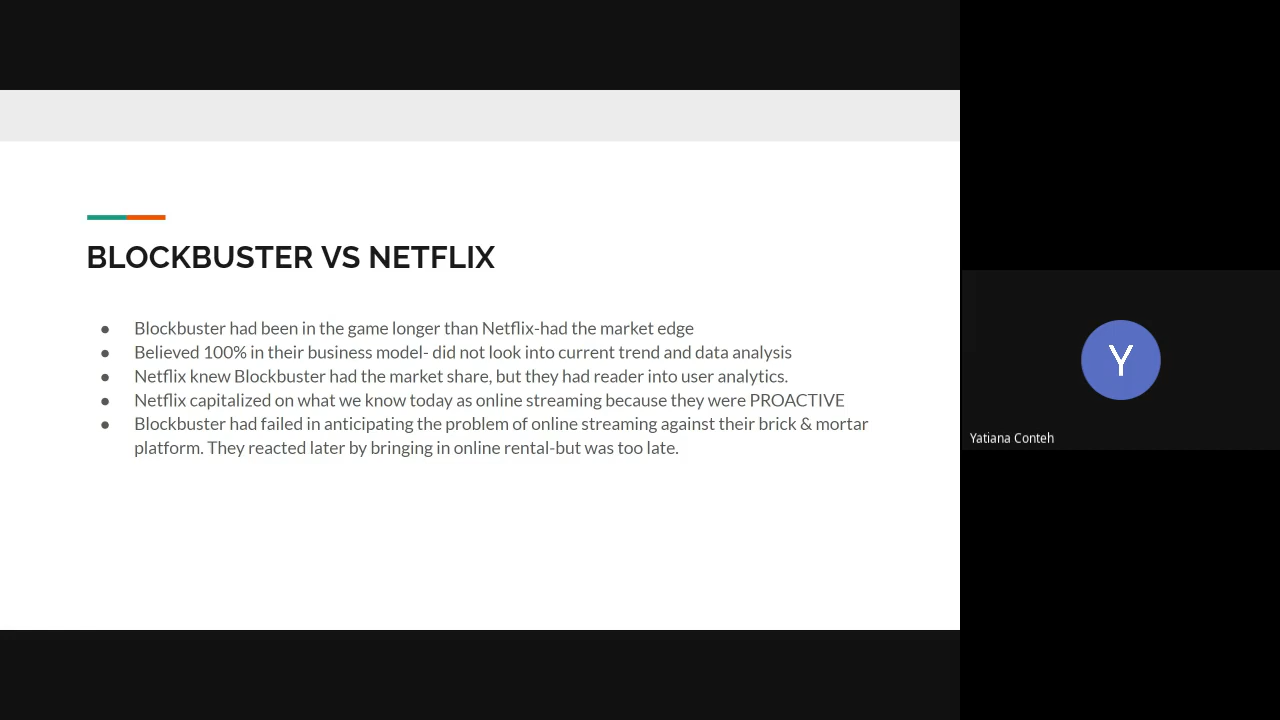 BLOCKBUSTER VS NETFLIX
● Blockbuster had been in the game longer than Netflix-had the market edge
● Believed 100% in their business model- did not look into current trend and data analysis
● Netflix knew Blockbuster had the market share, but they had reader into user analytics.
● Netflix capitalized on what we know today as online streaming because they were PROACTIVE
● Blockbuster had failed in anticipating the problem of online streaming against their brick & mortar
platform. They reacted later by bringing in online rental-but was too late.
Y
Yatiana Conteh